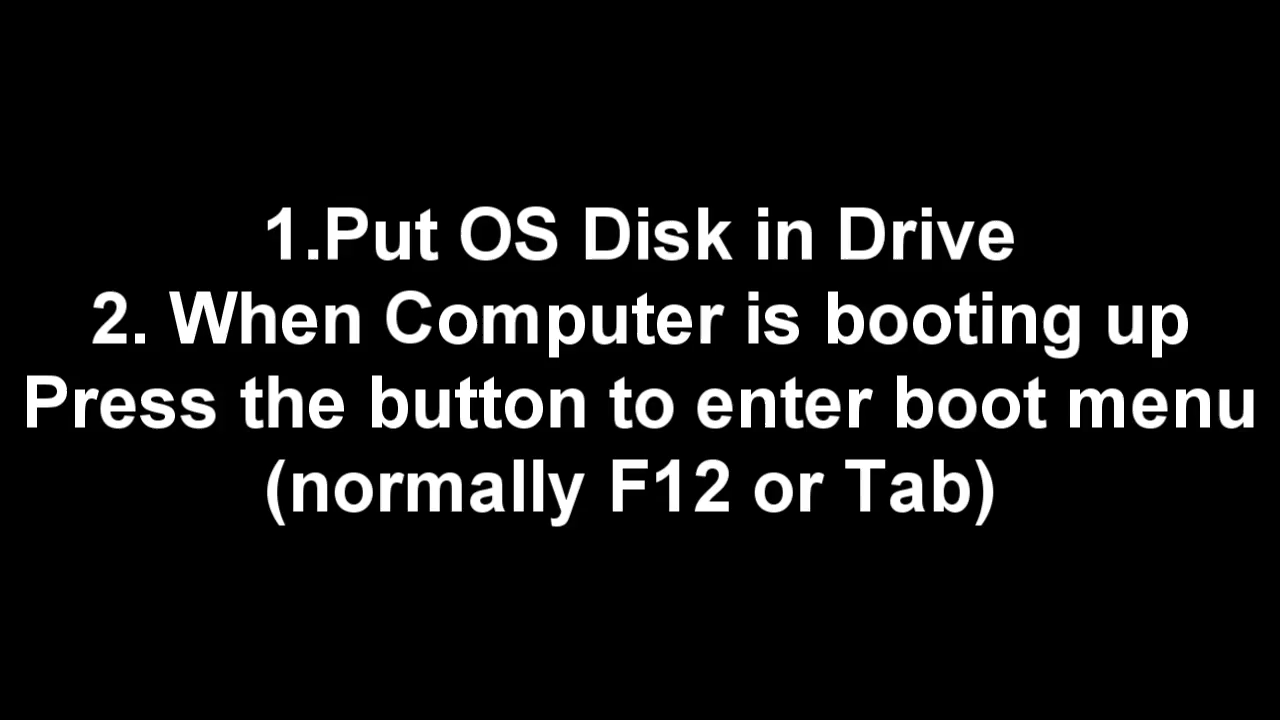 1.Put OS Disk in Drive
2. When Computer is booting up
Press the button to enter boot menu
(normally F12 or Tab)